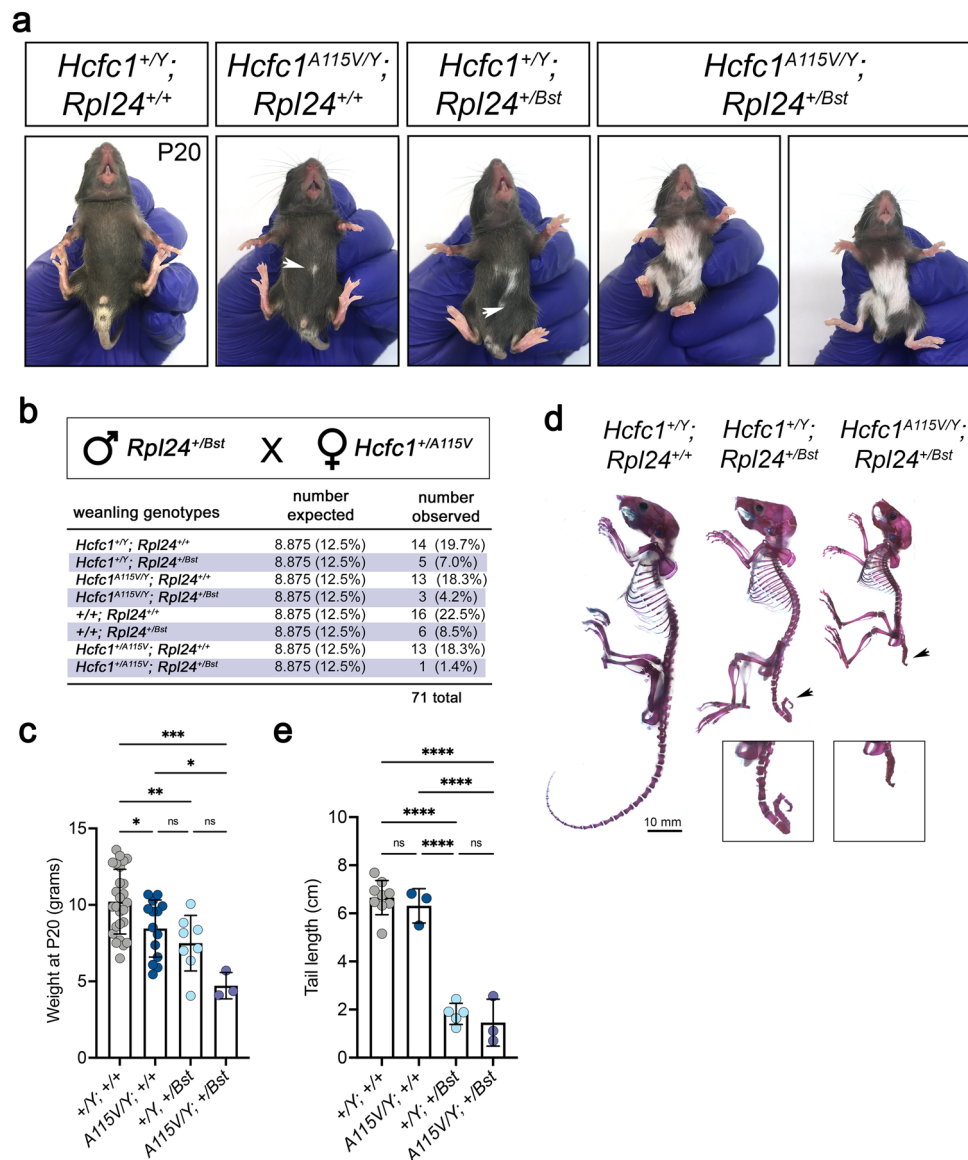 a
Hcfc1+/Y;
Rpl24+/+
Hcfc1A115V/Y;
Rpl24+/+
Hcfc1+/Y;
Rpl24+/Bst
Hcfc1A115V/Y;
Rpl24+/Bst
P20
b
♂ Rpl24+/Bst X ♀ Hcfc1+/A115V
weanling genotypes number expected number observed
Hcfc1+/Y; Rpl24+/+ 8.875 (12.5%) 14 (19.7%)
Hcfc1+/Y; Rpl24+/Bst 8.875 (12.5%) 5 (7.0%)
Hcfc1A115V/Y; Rpl24+/+ 8.875 (12.5%) 13 (18.3%)
Hcfc1A115V/Y; Rpl24+/Bst 8.875 (12.5%) 3 (4.2%)
+/+; Rpl24+/+ 8.875 (12.5%) 16 (22.5%)
+/+; Rpl24+/Bst 8.875 (12.5%) 6 (8.5%)
Hcfc1+/A115V; Rpl24+/+ 8.875 (12.5%) 13 (18.3%)
Hcfc1+/A115V; Rpl24+/Bst 8.875 (12.5%) 1 (1.4%)
71 total
c
***
*
**
* ns ns
15
10
5
0
Weight at P20 (grams)
+/Y; +/+
A115V/Y; +/+
+/Y, +/Bst
A115V/Y; +/Bst
d
Hcfc1+/Y;
Rpl24+/+
Hcfc1+/Y;
Rpl24+/Bst
Hcfc1A115V/Y;
Rpl24+/Bst
10 mm
e
****
****
****
ns **** ns
10
8
6
4
2
0
Tail length (cm)
+/Y; +/+
A115V/Y; +/+
+/Y; +/Bst
A115V/Y; +/Bst